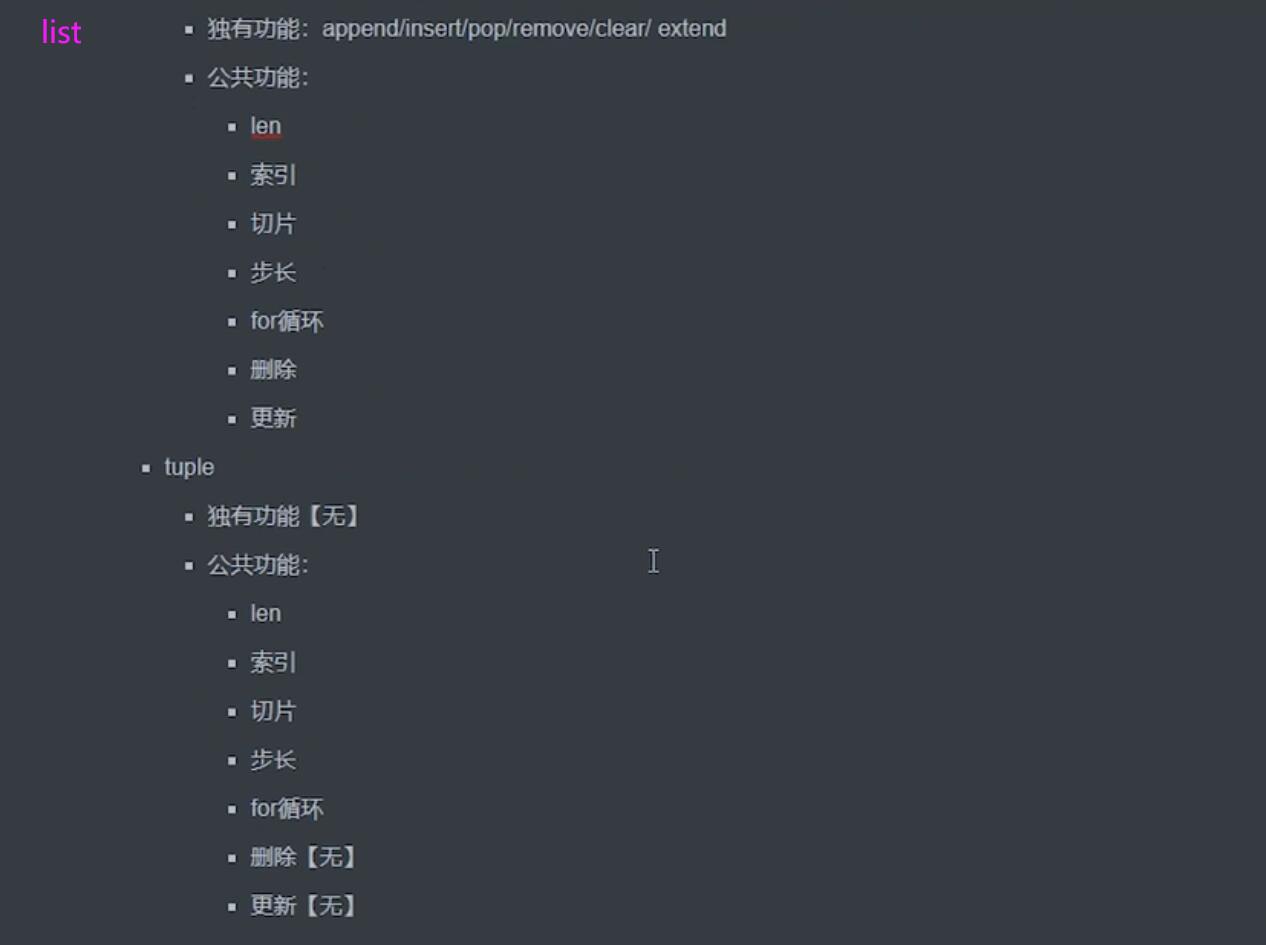 list
独有功能：append/insert/pop/remove/clear/ extend
公共功能：
len
索引
切片
步长
for循环
删除
更新
tuple
独有功能【无】
公共功能：
len
索引
切片
步长
for循环
删除【无】
更新【无】